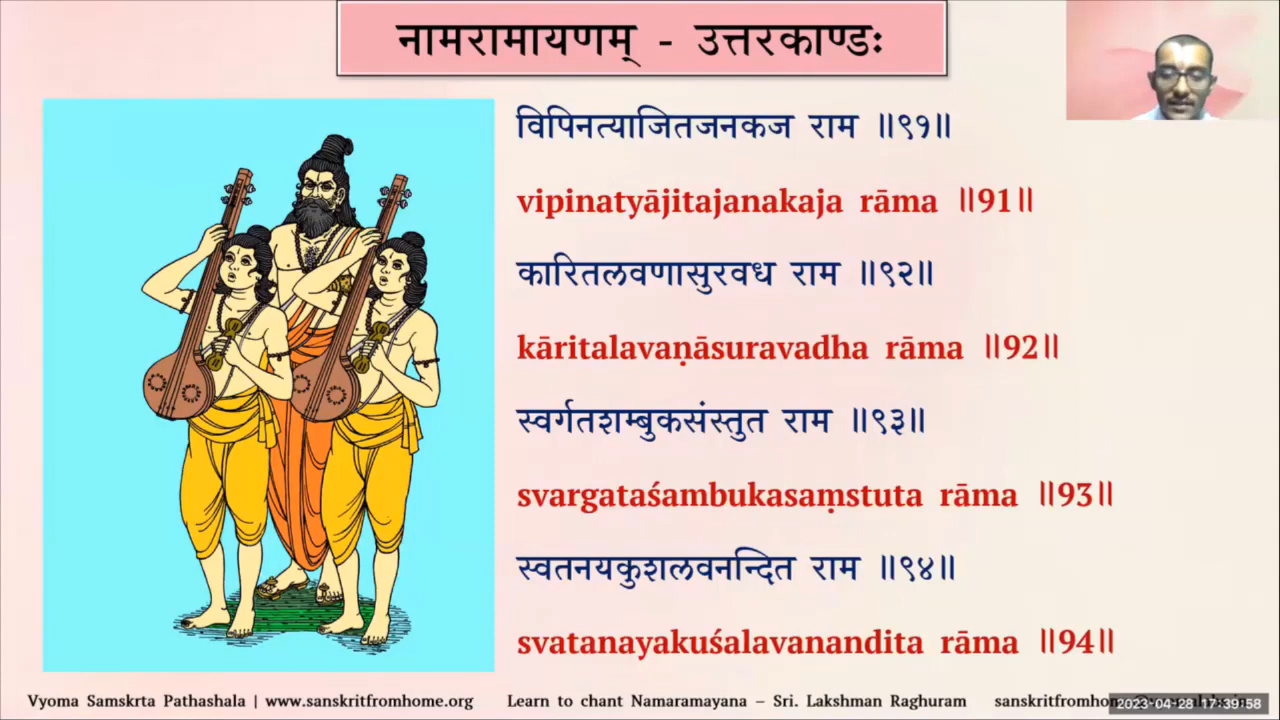 नामरामायणम् - उत्तरकाण्डः
विपिनत्याजितजनकज राम ॥९१॥
vipinatyājitajanakaja rāma ॥91॥
कारितलवणासुरवध राम ॥९२॥
kāritalavaṇāsuravadha rāma ॥92॥
स्वर्गतशम्बुकसंस्तुत राम ॥९३॥
svargataśambukasaṃstuta rāma ॥93॥
स्वतनयकुशलवनन्दित राम ॥९४॥
svatanayakuśalavanandita rāma ॥94॥
Vyoma Samskrta Pathashala | www.sanskritfromhome.org Learn to chant Namaramayana – Sri. Lakshman Raghuram
2023-04-28 17:39:58